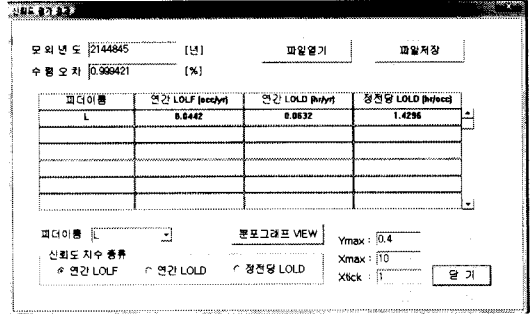 신뢰도 평가 결과
모의년도 2144845 [년] 파일열기 파일저장
수렴오차 0.999421 [%]
피더이름 연간 LOLF (occ/yr) 연간 LOLD (hr/yr) 정전당 LOLD (hr/occ)
L 0.0442 0.0632 1.4296
피더이름 L 분포그래프 VIEW Ymax : 0.4
신뢰도 지수 종류 Xmax : 10
연간 LOLF 연간 LOLD 정전당 LOLD Xtick : 1 닫 기